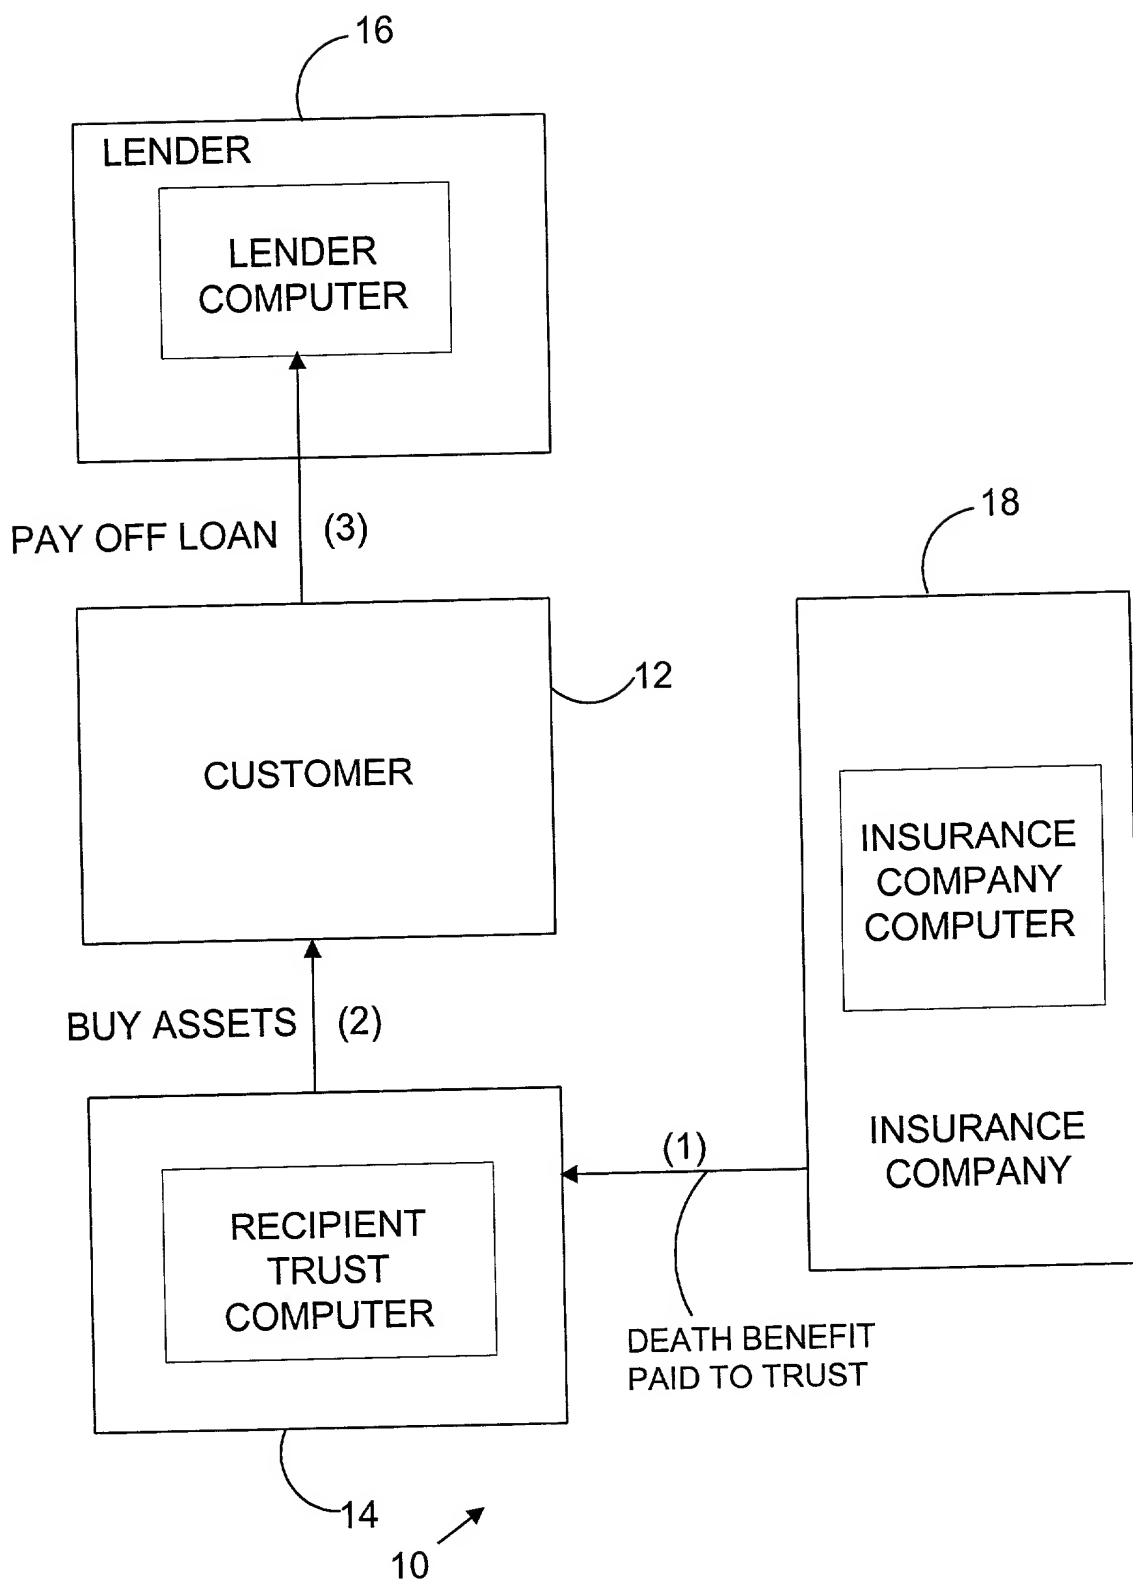 16
LENDER
LENDER
COMPUTER
PAY OFF LOAN
(3)
18
12
CUSTOMER
INSURANCE
COMPANY
COMPUTER
BUY ASSETS
(2)
INSURANCE
COMPANY
(1)
RECIPIENT
TRUST
COMPUTER
DEATH BENEFIT
PAID TO TRUST
14
10